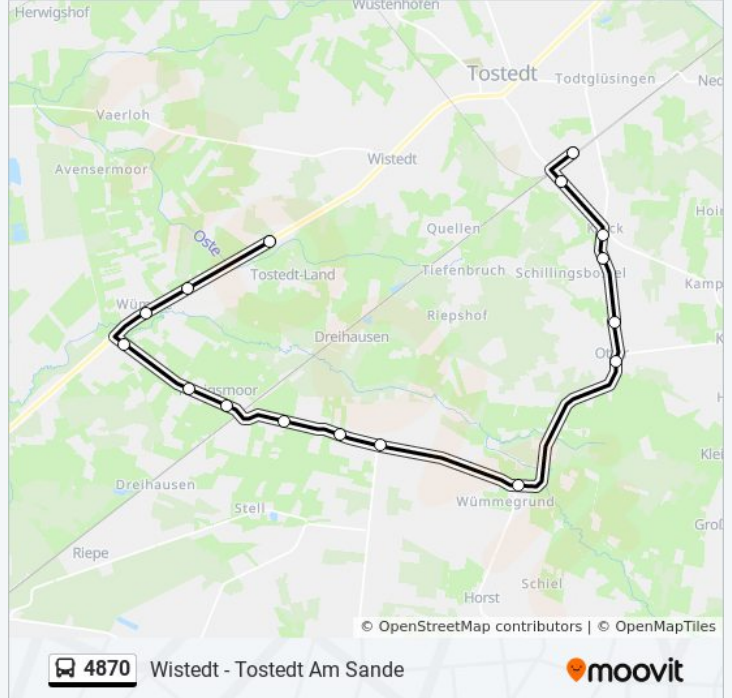 Herwigshof
Wüstenhöfen
Tostedt
Todtglüsingen
Vaerloh
Wistedt
Avensermoor
Oste
Quellen
Tostedt-Land
Tiefenbruch
Schillingsbostel
Riepshof
Dreihausen
Dreihausen
Wümmegrund
Stell
Riepe
Schiel
Horst
© OpenStreetMap contributors | © OpenMapTiles
4870 Wistedt - Tostedt Am Sande
moovit